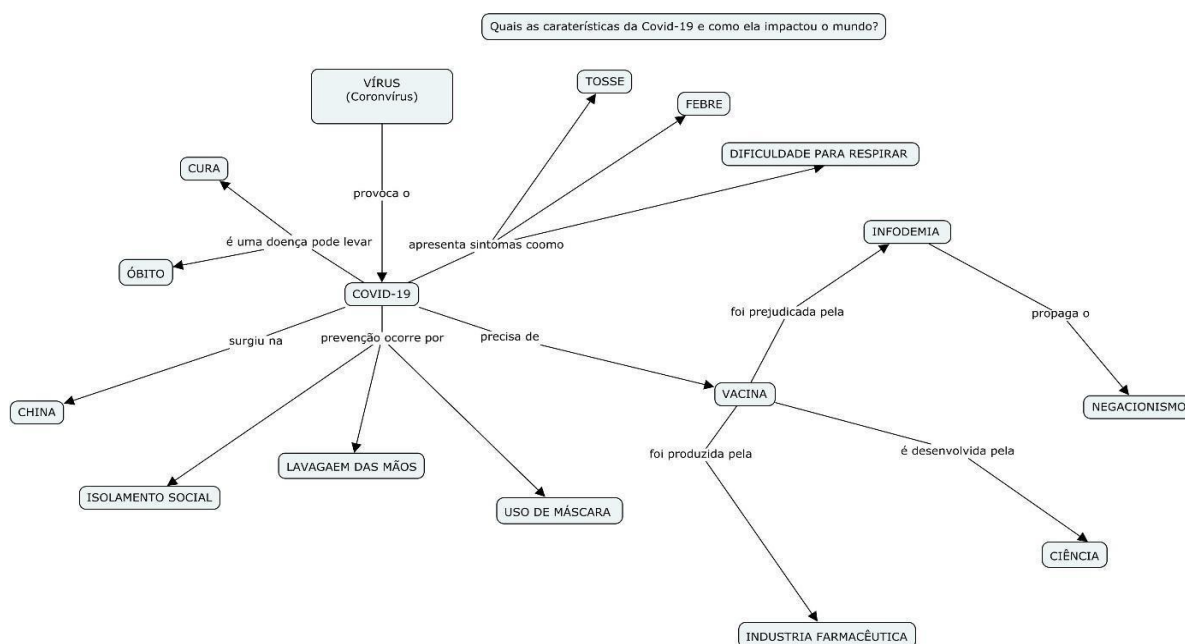 Quais as caraterísticas da Covid-19 e como ela impactou o mundo?
VÍRUS
(Coronvírus)
TOSSE
FEBRE
DIFICULDADE PARA RESPIRAR
CURA
provoca o
é uma doença pode levar
apresenta sintomas coomo
INFODEMIA
ÓBITO
COVID-19
foi prejudicada pela
propaga o
surgiu na
prevenção ocorre por
precisa de
VACINA
NEGACIONISMO
CHINA
foi produzida pela
é desenvolvida pela
LAVAGAEM DAS MÃOS
ISOLAMENTO SOCIAL
USO DE MÁSCARA
CIÊNCIA
INDUSTRIA FARMACÊUTICA